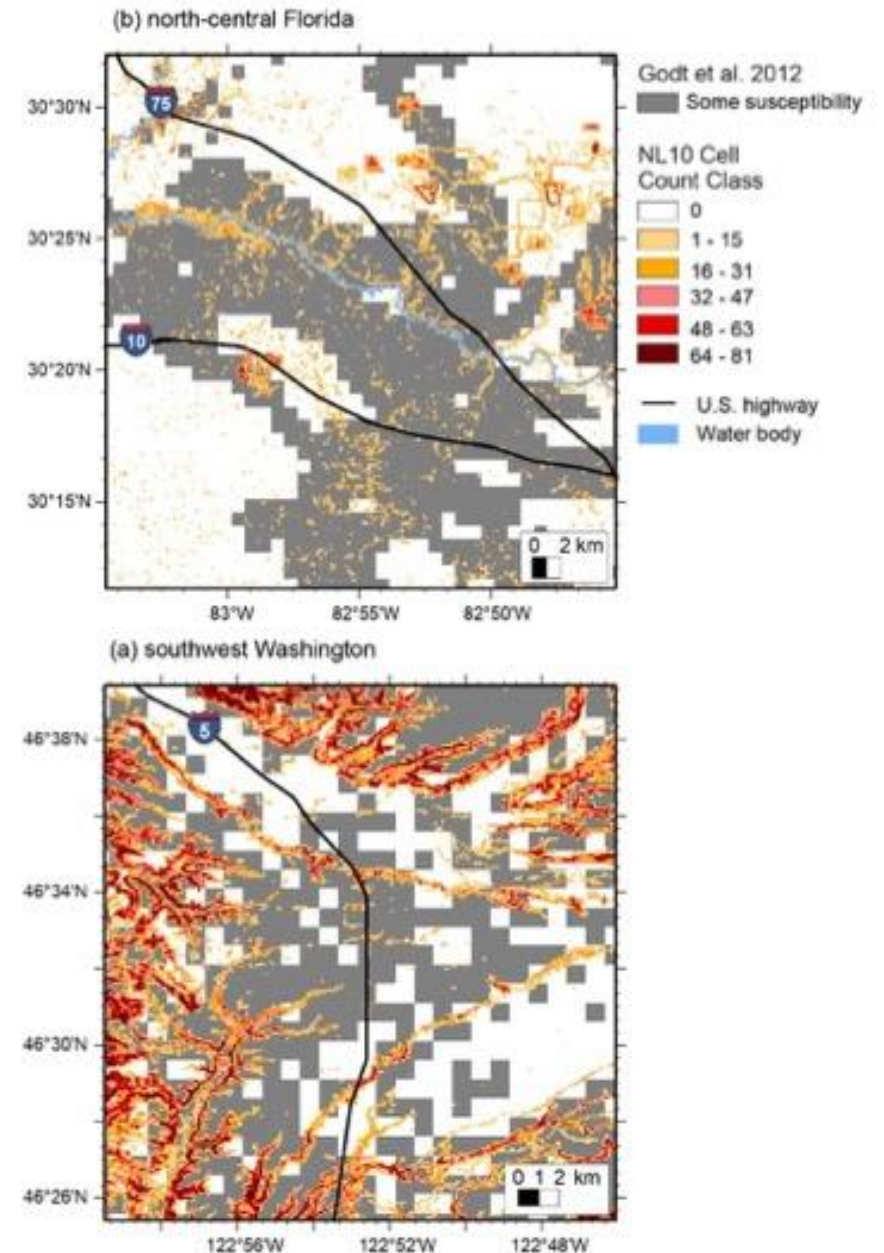 (b) north-central Florida
75
30°30'N
30°25'N
10
30°20'N
30°15'N
0 2 km
83°W 82°55'W 82°50'W
Godt et al. 2012
Some susceptibility
NL10 Cell
Count Class
0
1 - 15
16 - 31
32 - 47
48 - 63
64 - 81
U.S. highway
Water body
(a) southwest Washington
5
46°38'N
46°34'N
46°30'N
46°26'N
0 1 2 km
122°56'W 122°52'W 122°48'W